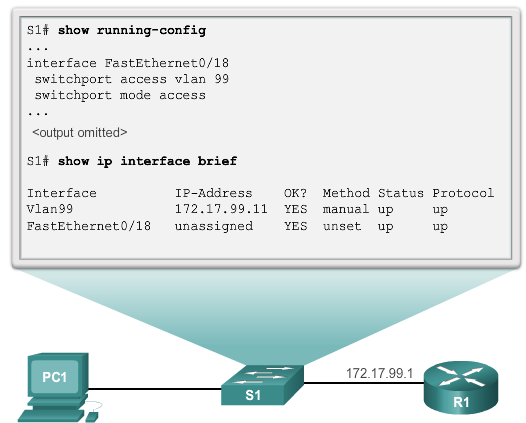 S1# show running-config
...
interface FastEthernet0/18
switchport access vlan 99
switchport mode access
...
<output omitted>
S1# show ip interface brief
Interface IP-Address OK? Method Status Protocol
Vlan99 172.17.99.11 YES manual up up
FastEthernet0/18 unassigned YES unset up up
PC1
S1
172.17.99.1
R1